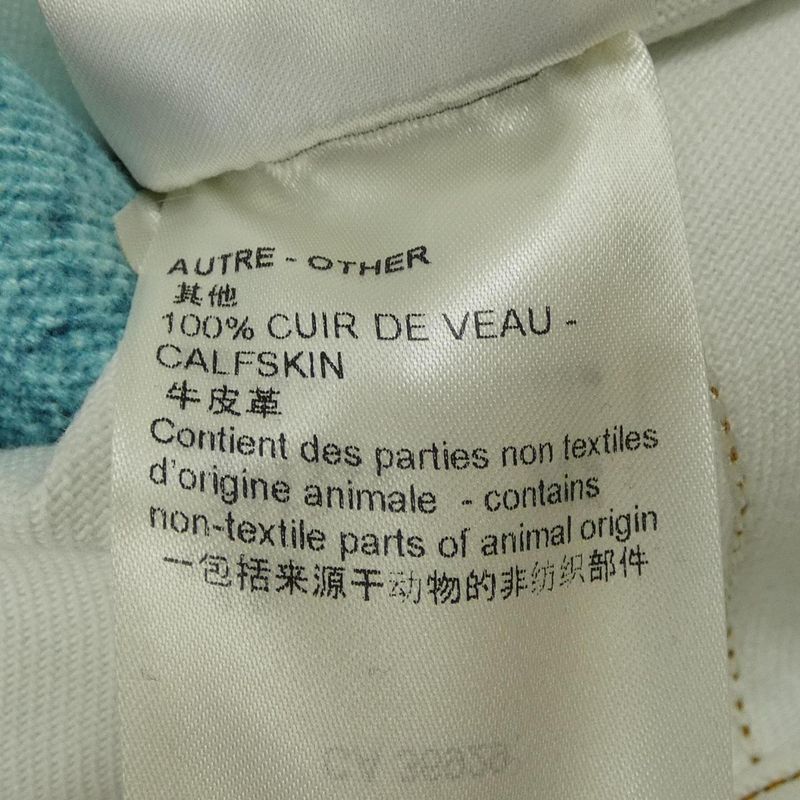 AUTRE - OTHER
其他
100% CUIR DE VEAU -
CALFSKIN
牛皮革
Contient des parties non textiles
d'origine animale - contains
non-textile parts of animal origin
一包括来源于动物的非纺织部件